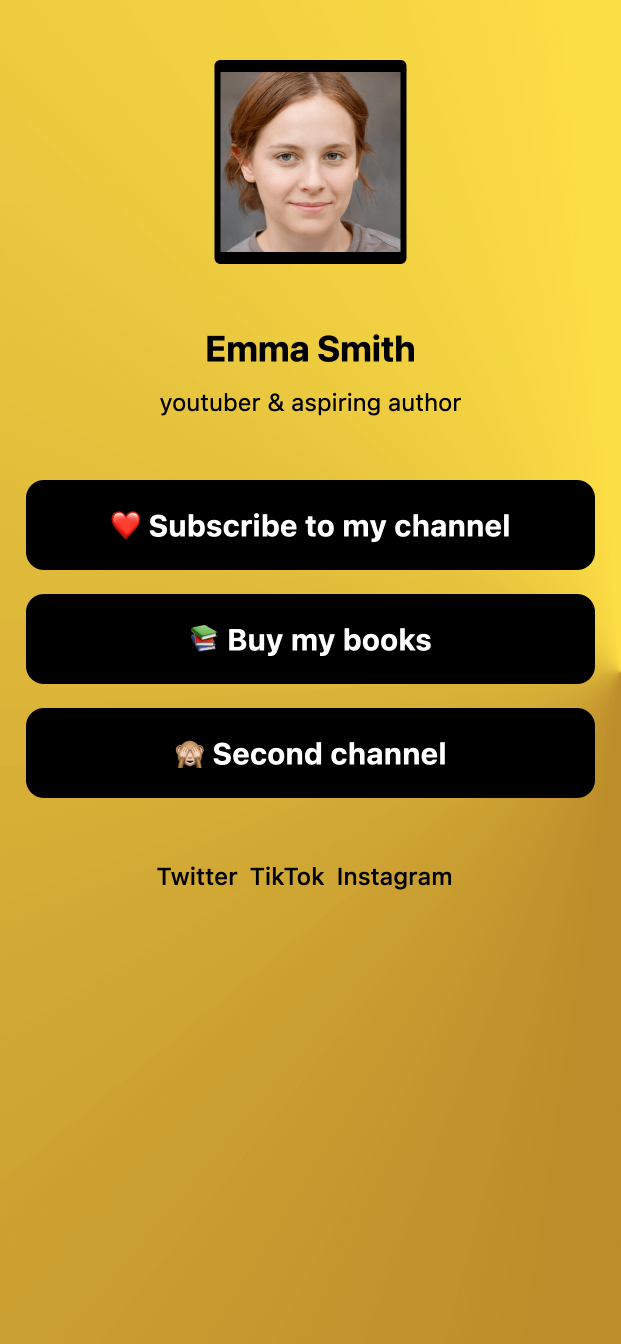 Emma Smith
youtuber & aspiring author
❤️ Subscribe to my channel
📚 Buy my books
🙈 Second channel
Twitter TikTok Instagram